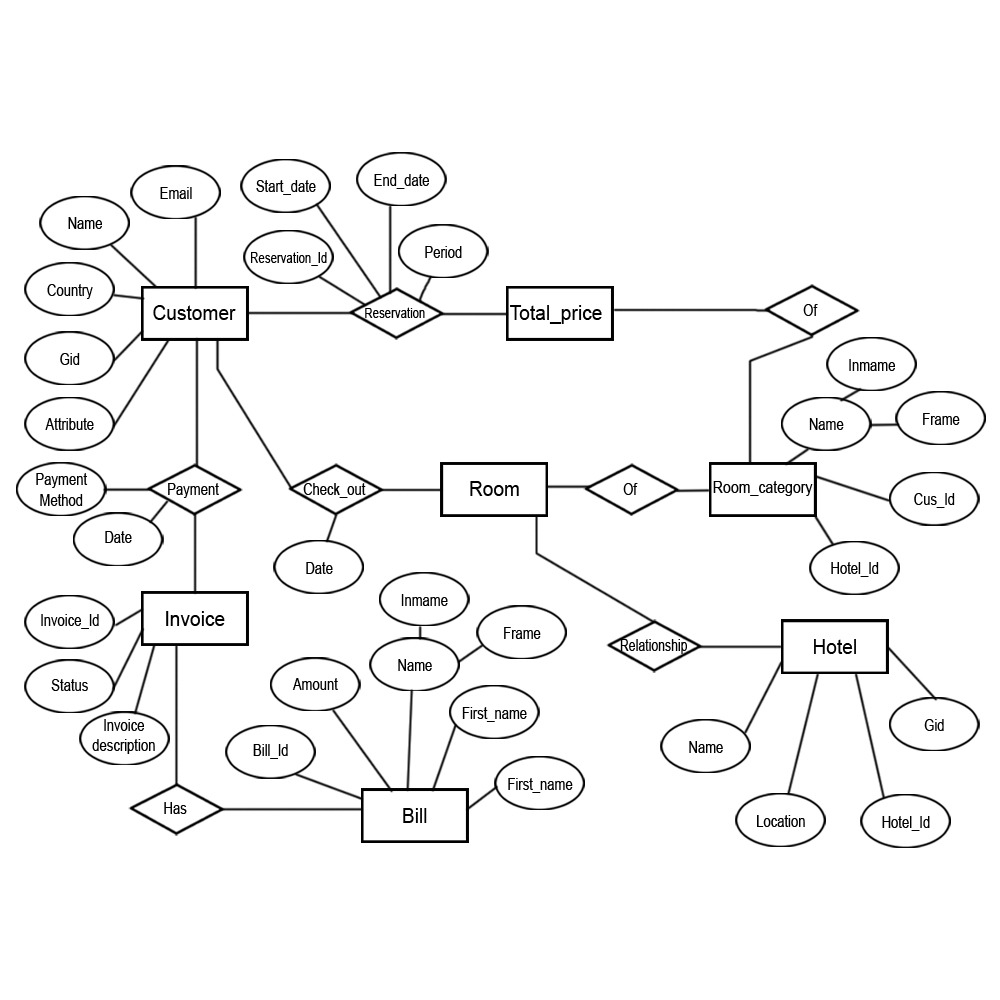 Email
Start_date
End_date
Name
Reservation_Id
Period
Country
Customer
Reservation
Total_price
Of
Gid
Inmame
Attribute
Name
Frame
Payment
Method
Payment
Check_out
Room
Of
Room_category
Cus_Id
Date
Date
Hotel_Id
Inmame
Invoice_Id
Invoice
Frame
Relationship
Hotel
Name
Status
Amount
First_name
Gid
Invoice
description
Bill_Id
Name
First_name
Has
Bill
Location
Hotel_Id